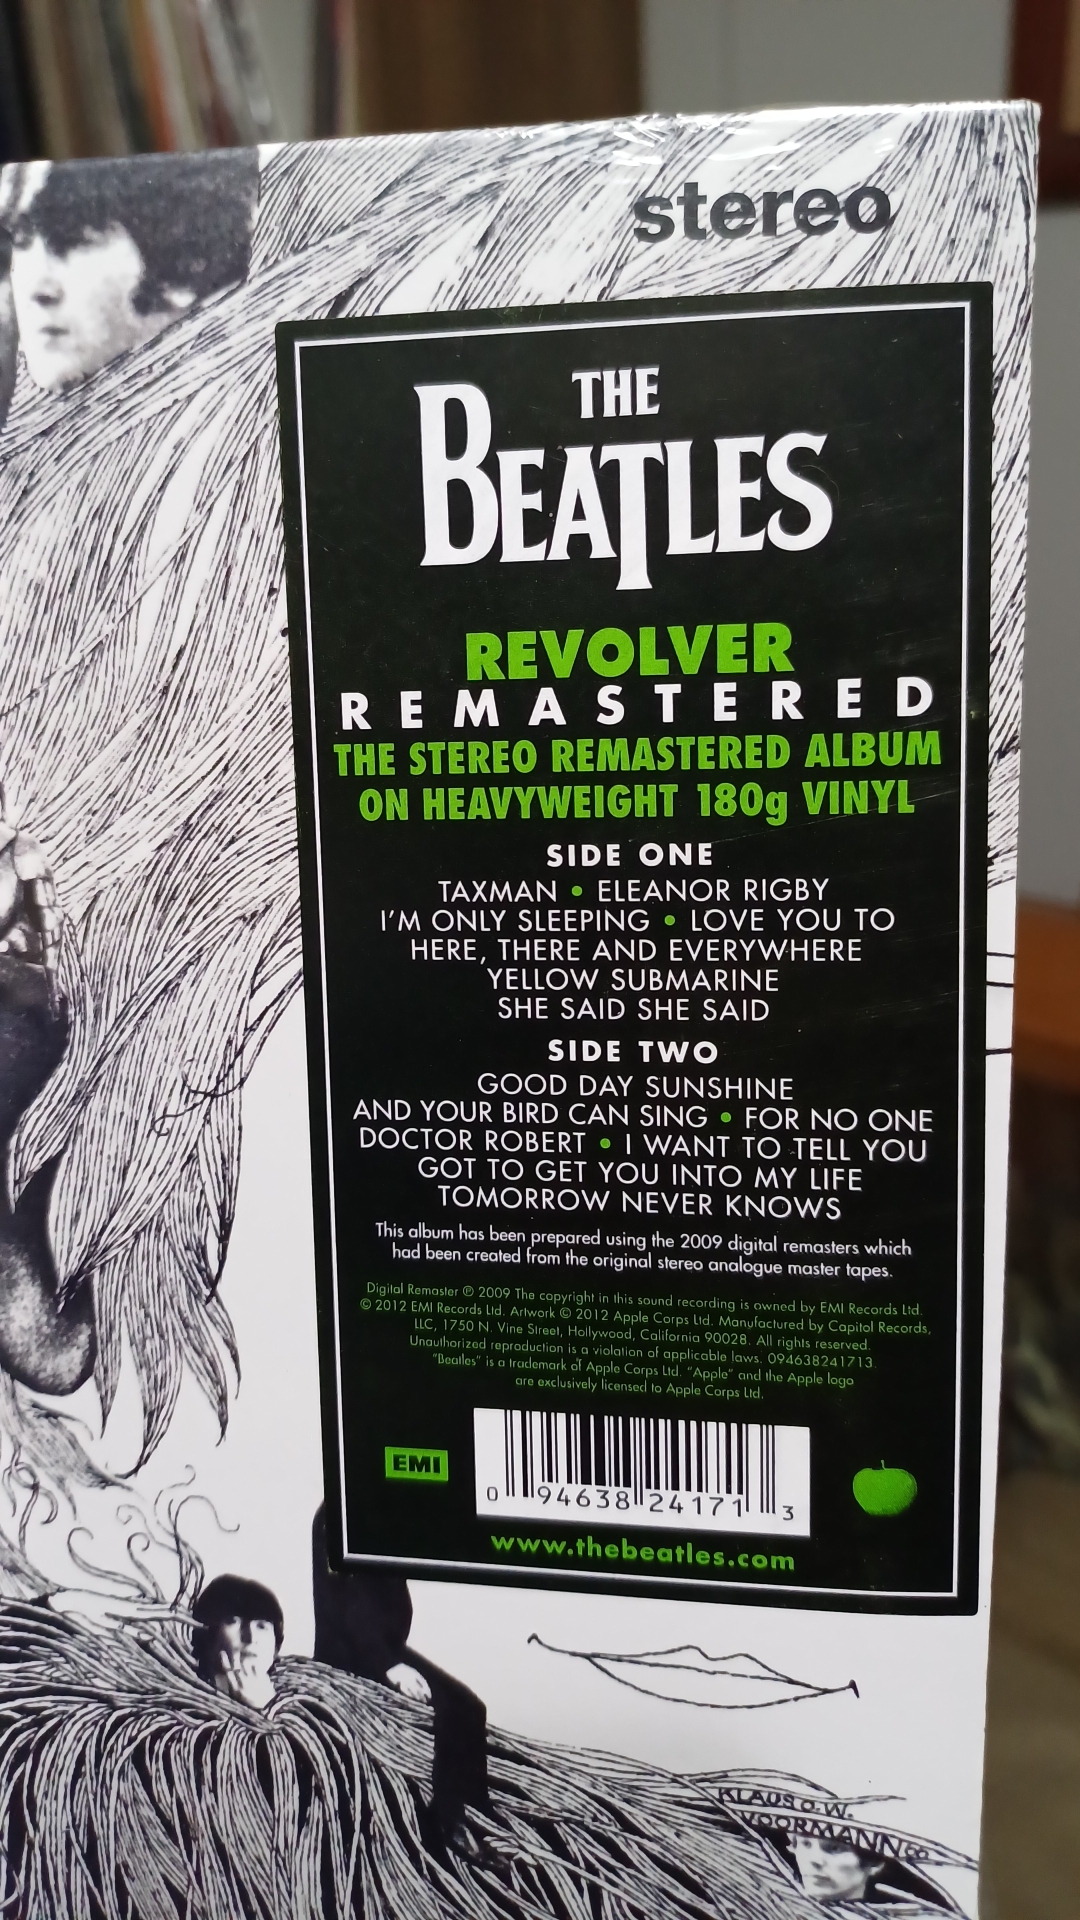 stereo
THE
BEATLES
REVOLVER
REMASTERED
THE STEREO REMASTERED ALBUM
ON HEAVYWEIGHT 180g VINYL
SIDE ONE
TAXMAN • ELEANOR RIGBY
I'M ONLY SLEEPING • LOVE YOU TO
HERE, THERE AND EVERYWHERE
YELLOW SUBMARINE
SHE SAID SHE SAID
SIDE TWO
GOOD DAY SUNSHINE
AND YOUR BIRD CAN SING • FOR NO ONE
DOCTOR ROBERT • I WANT TO TELL YOU
GOT TO GET YOU INTO MY LIFE
TOMORROW NEVER KNOWS
This album has been prepared using the 2009 digital remasters which
had been created from the original stereo analogue master tapes.
Digital Remaster ℗ 2009 The copyright in this sound recording is owned by EMI Records Ltd.
© 2012 EMI Records Ltd. Artwork © 2012 Apple Corps Ltd. Manufactured by Capitol Records,
LLC, 1750 N. Vine Street, Hollywood, California 90028. All rights reserved.
Unauthorized reproduction is a violation of applicable laws. 094638241713.
"Beatles" is a trademark of Apple Corps Ltd. "Apple" and the Apple logo
are exclusively licensed to Apple Corps Ltd.
EMI
0 94638 24171 3
www.thebeatles.com
KLAUS O.W.
VOORMANN 66